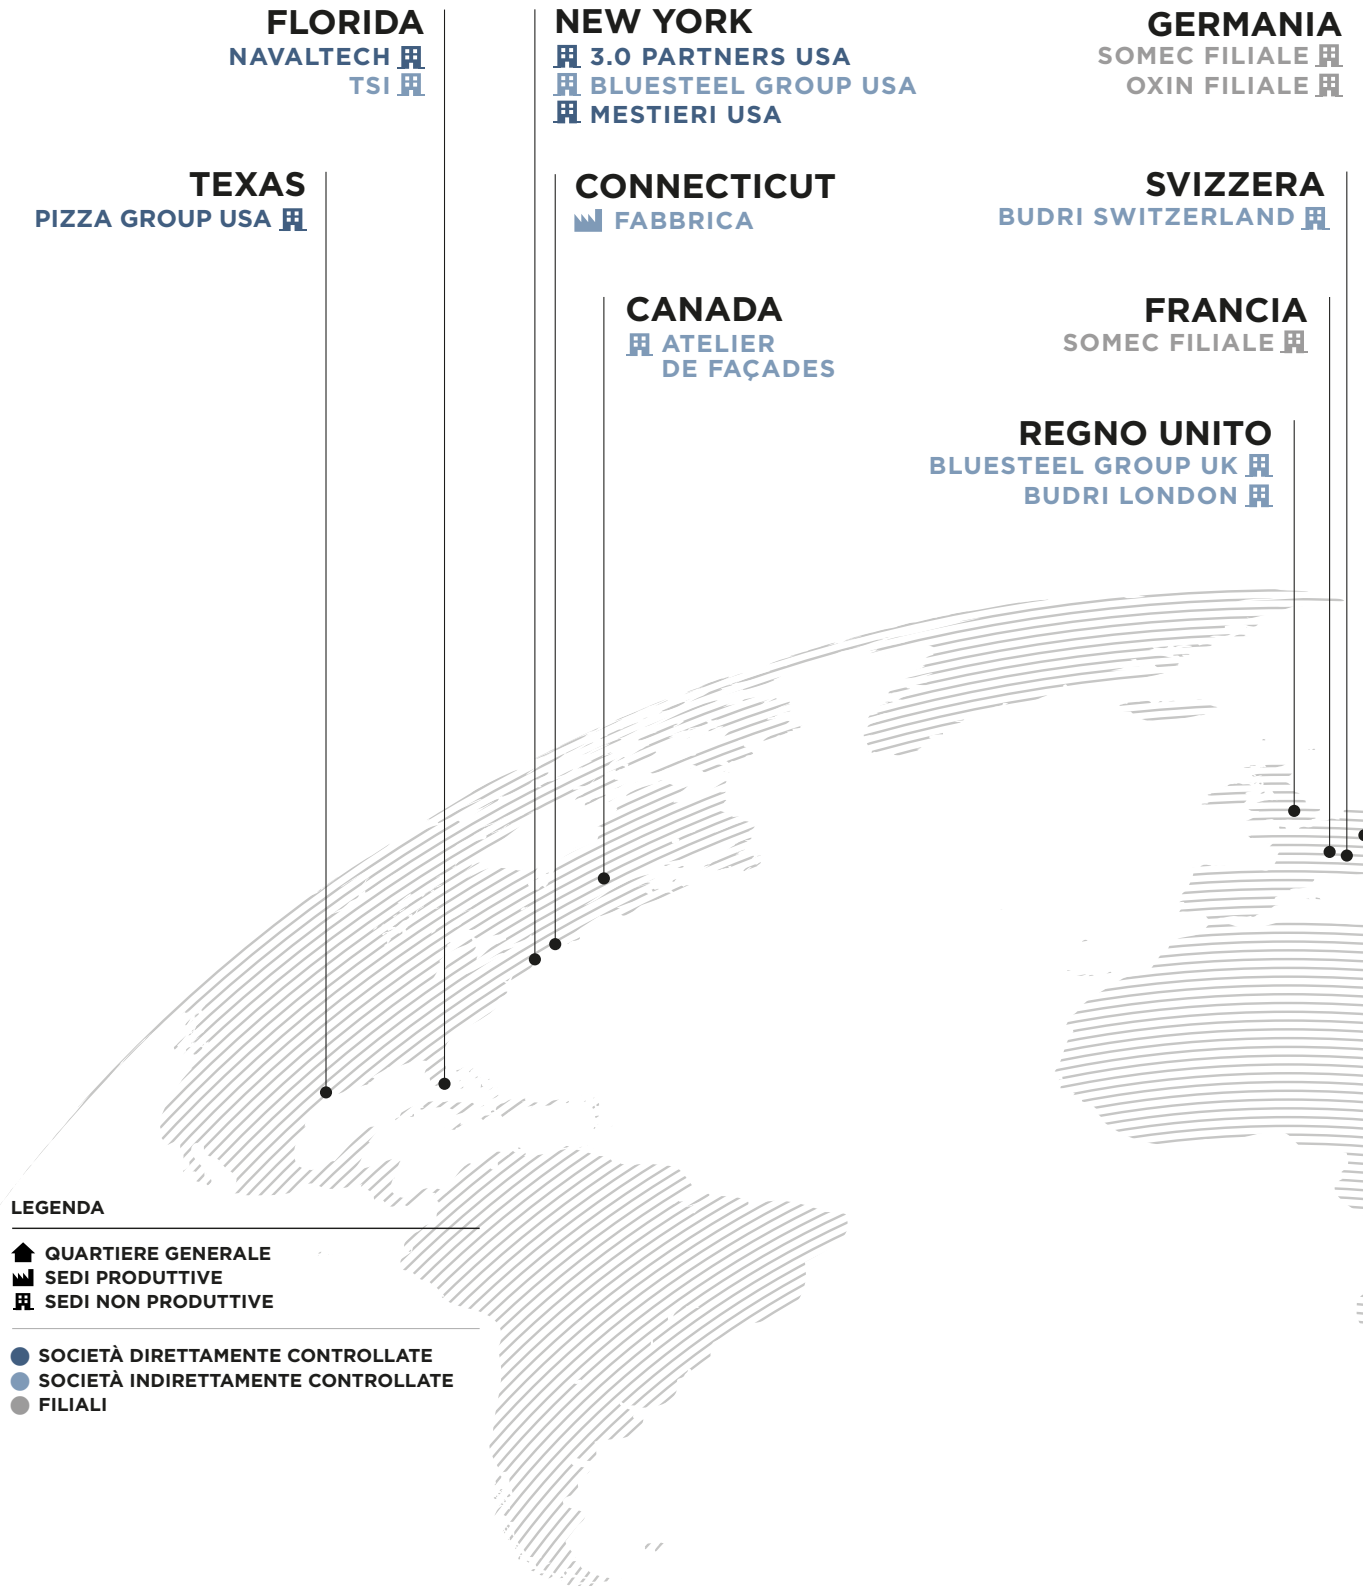 FLORIDA
NAVALTECH
TSI
NEW YORK
3.0 PARTNERS USA
BLUESTEEL GROUP USA
MESTIERI USA
GERMANIA
SOMEC FILIALE
OXIN FILIALE
TEXAS
PIZZA GROUP USA
CONNECTICUT
FABBRICA
SVIZZERA
BUDRI SWITZERLAND
CANADA
ATELIER
DE FAÇADES
FRANCIA
SOMEC FILIALE
REGNO UNITO
BLUESTEEL GROUP UK
BUDRI LONDON
LEGENDA
QUARTIERE GENERALE
SEDI PRODUTTIVE
SEDI NON PRODUTTIVE
SOCIETÀ DIRETTAMENTE CONTROLLATE
SOCIETÀ INDIRETTAMENTE CONTROLLATE
FILIALI